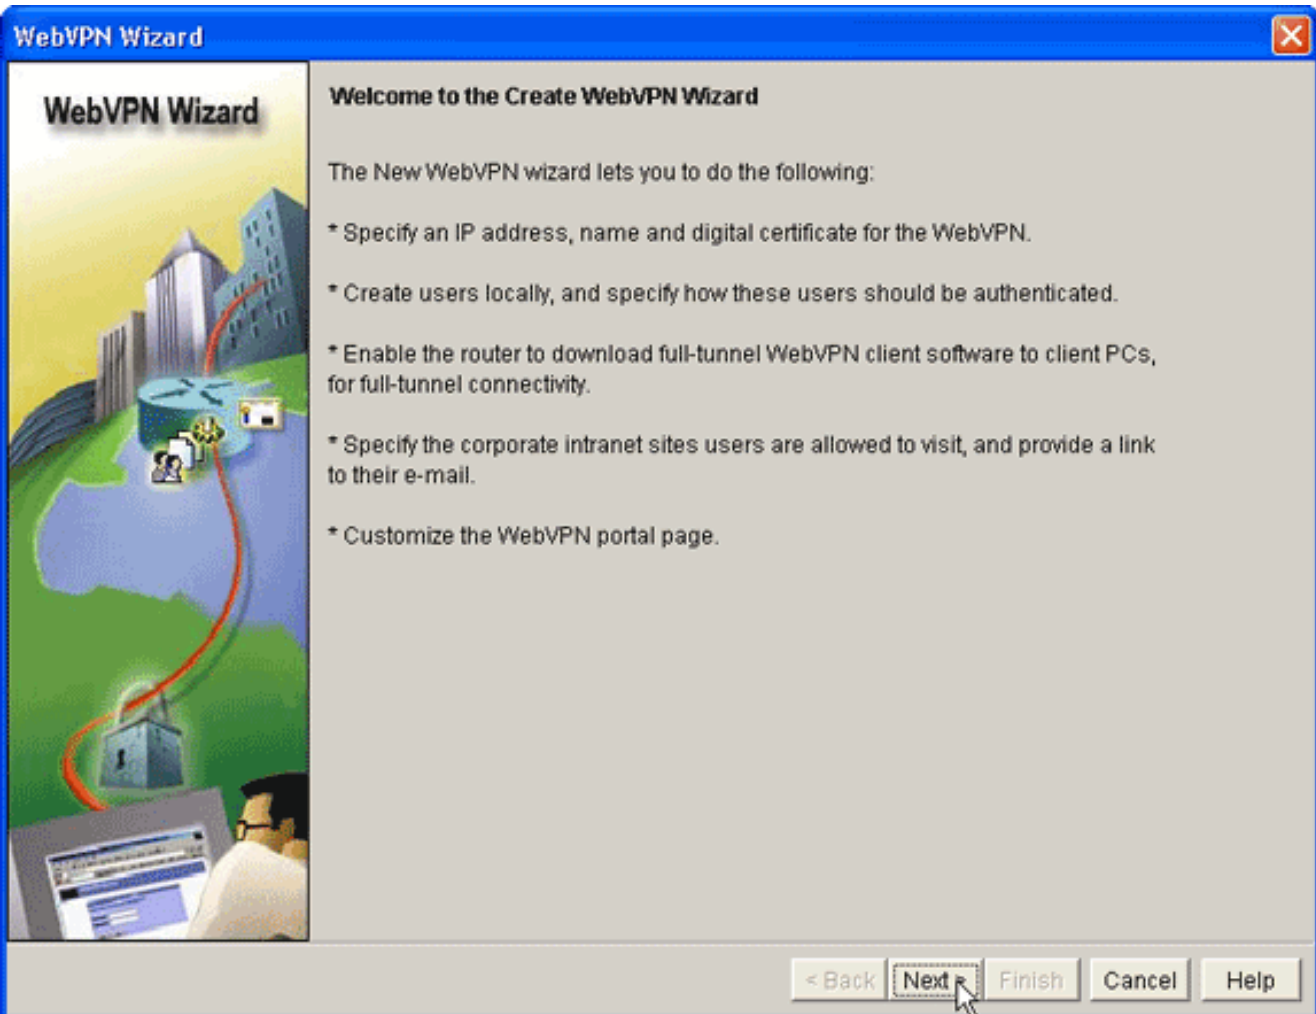 WebVPN Wizard
WebVPN Wizard
Welcome to the Create WebVPN Wizard
The New WebVPN wizard lets you to do the following:
* Specify an IP address, name and digital certificate for the WebVPN.
* Create users locally, and specify how these users should be authenticated.
* Enable the router to download full-tunnel WebVPN client software to client PCs,
for full-tunnel connectivity.
* Specify the corporate intranet sites users are allowed to visit, and provide a link
to their e-mail.
* Customize the WebVPN portal page.
< Back Next > Finish Cancel Help